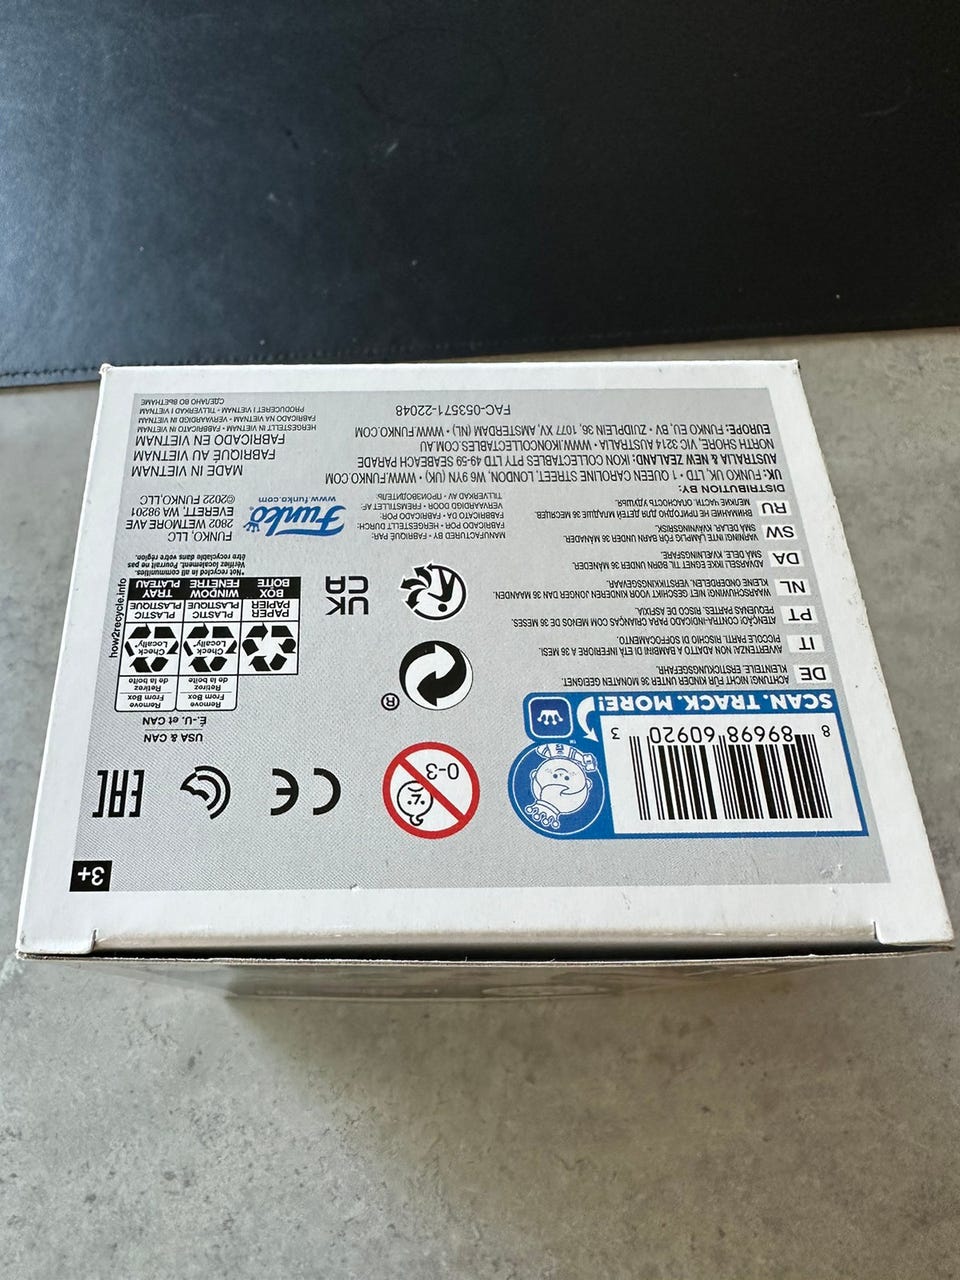 3+
8 89698 60920 3
SCAN. TRACK. MORE!
0-3
CE
EAC
USA & CAN
É.-U. et CAN
Remove From Box
Retirez de la boîte
Remove From Box
Retirez de la boîte
Check Locally*
Check Locally*
PAPER PAPIER
PLASTIC PLASTIQUE
PLASTIC PLASTIQUE
BOX BOÎTE
WINDOW FENÊTRE
TRAY PLATEAU
*Not recycled in all communities.
Vérifiez localement. Pourrait ne pas
être recyclable dans votre région.
how2recycle.info
UK
CA
®
DE ACHTUNG: NICHT FÜR KINDER UNTER 36 MONATEN GEEIGNET.
KLEINTEILE. ERSTICKUNGSGEFAHR.
IT AVVERTENZA: NON ADATTO A BAMBINI DI ETÀ INFERIORE A 36 MESI.
PICCOLE PARTI. RISCHIO DI SOFFOCAMENTO.
PT ATENÇÃO: CONTRA-INDICADO PARA CRIANÇAS COM MENOS DE 36 MESES.
PEQUENAS PARTES. RISCO DE ASFIXIA.
NL WAARSCHUWING: NIET GESCHIKT VOOR KINDEREN JONGER DAN 36 MAANDEN.
KLEINE ONDERDELEN. VERSTIKKINGSGEVAAR.
DA ADVARSEL: IKKE EGNET TIL BØRN UNDER 36 MÅNEDER.
SMÅ DELE. KVÆLNINGSFARE.
SW VARNING: INTE LÄMPLIG FÖR BARN UNDER 36 MÅNADER.
SMÅ DELAR. KVÄVNINGSRISK.
RU ВНИМАНИЕ: НЕ ПРИГОДНО ДЛЯ ДЕТЕЙ МЛАДШЕ 36 МЕСЯЦЕВ.
МЕЛКИЕ ЧАСТИ. ОПАСНОСТЬ УДУШЬЯ.
MANUFACTURED BY • FABRIQUÉ PAR:
FABRICADO POR • HERGESTELLT DURCH:
FABRICATO DA • FABRICADO POR:
VERVAARDIGD DOOR • FABRIKERET AF:
TILLVERKAD AV • ПРОИЗВОДИТЕЛЬ:
Funko
www.funko.com
FUNKO, LLC
2802 WETMORE AVE
EVERETT, WA 98201
©2022 FUNKO,LLC
DISTRIBUTION BY:
UK: FUNKO UK, LTD • 1 QUEEN CAROLINE STREET, LONDON, W6 9YN (UK) • WWW.FUNKO.COM
AUSTRALIA & NEW ZEALAND: IKON COLLECTABLES PTY LTD 49-59 SEABEACH PARADE
NORTH SHORE, VIC 3214 AUSTRALIA • WWW.IKONCOLLECTABLES.COM.AU
EUROPE: FUNKO EU, BV • ZUIDPLEIN 36, 1077 XV, AMSTERDAM (NL) • WWW.FUNKO.COM
FAC-053571-22048
MADE IN VIETNAM
FABRIQUÉ AU VIETNAM
FABRICADO EN VIETNAM
HERGESTELLT IN VIETNAM • FABRICATO IN VIETNAM
FABRICADO NA VIETNAM • VERVAARDIGD IN VIETNAM
PRODUCERET I VIETNAM • TILLVERKAD I VIETNAM
СДЕЛАНО ВО ВЬЕТНАМЕ